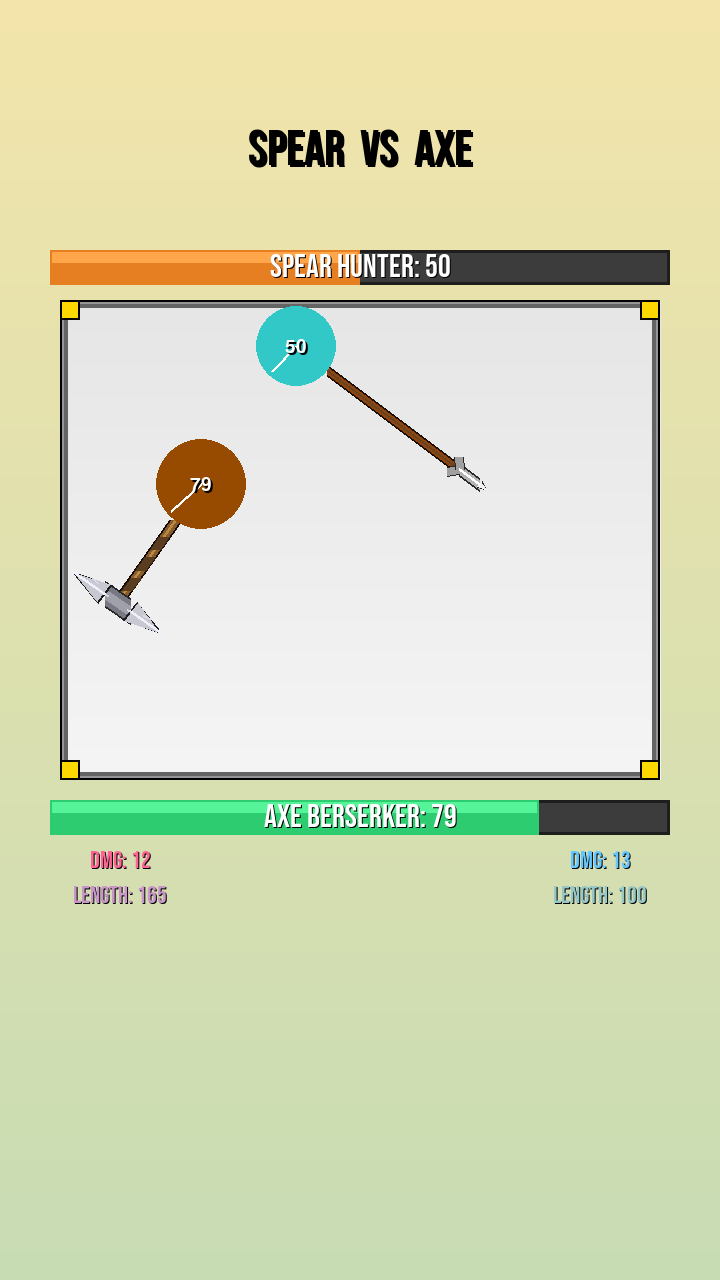 SPEAR VS AXE
SPEAR HUNTER: 50
50
79
AXE BERSERKER: 79
DMG: 12
DMG: 13
LENGTH: 165
LENGTH: 100